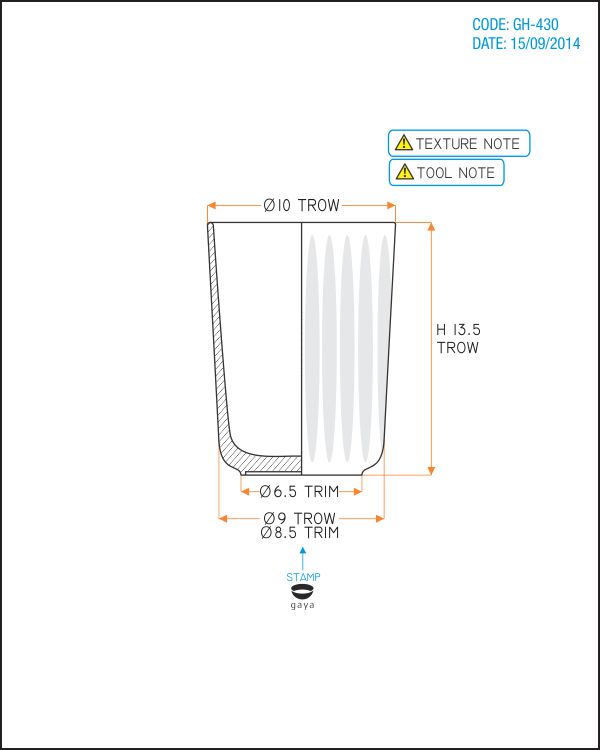 CODE: GH-430
DATE: 15/09/2014
TEXTURE NOTE
TOOL NOTE
Ø10 TROW
H 13.5
TROW
Ø6.5 TRIM
Ø9 TROW
Ø8.5 TRIM
STAMP
gaya